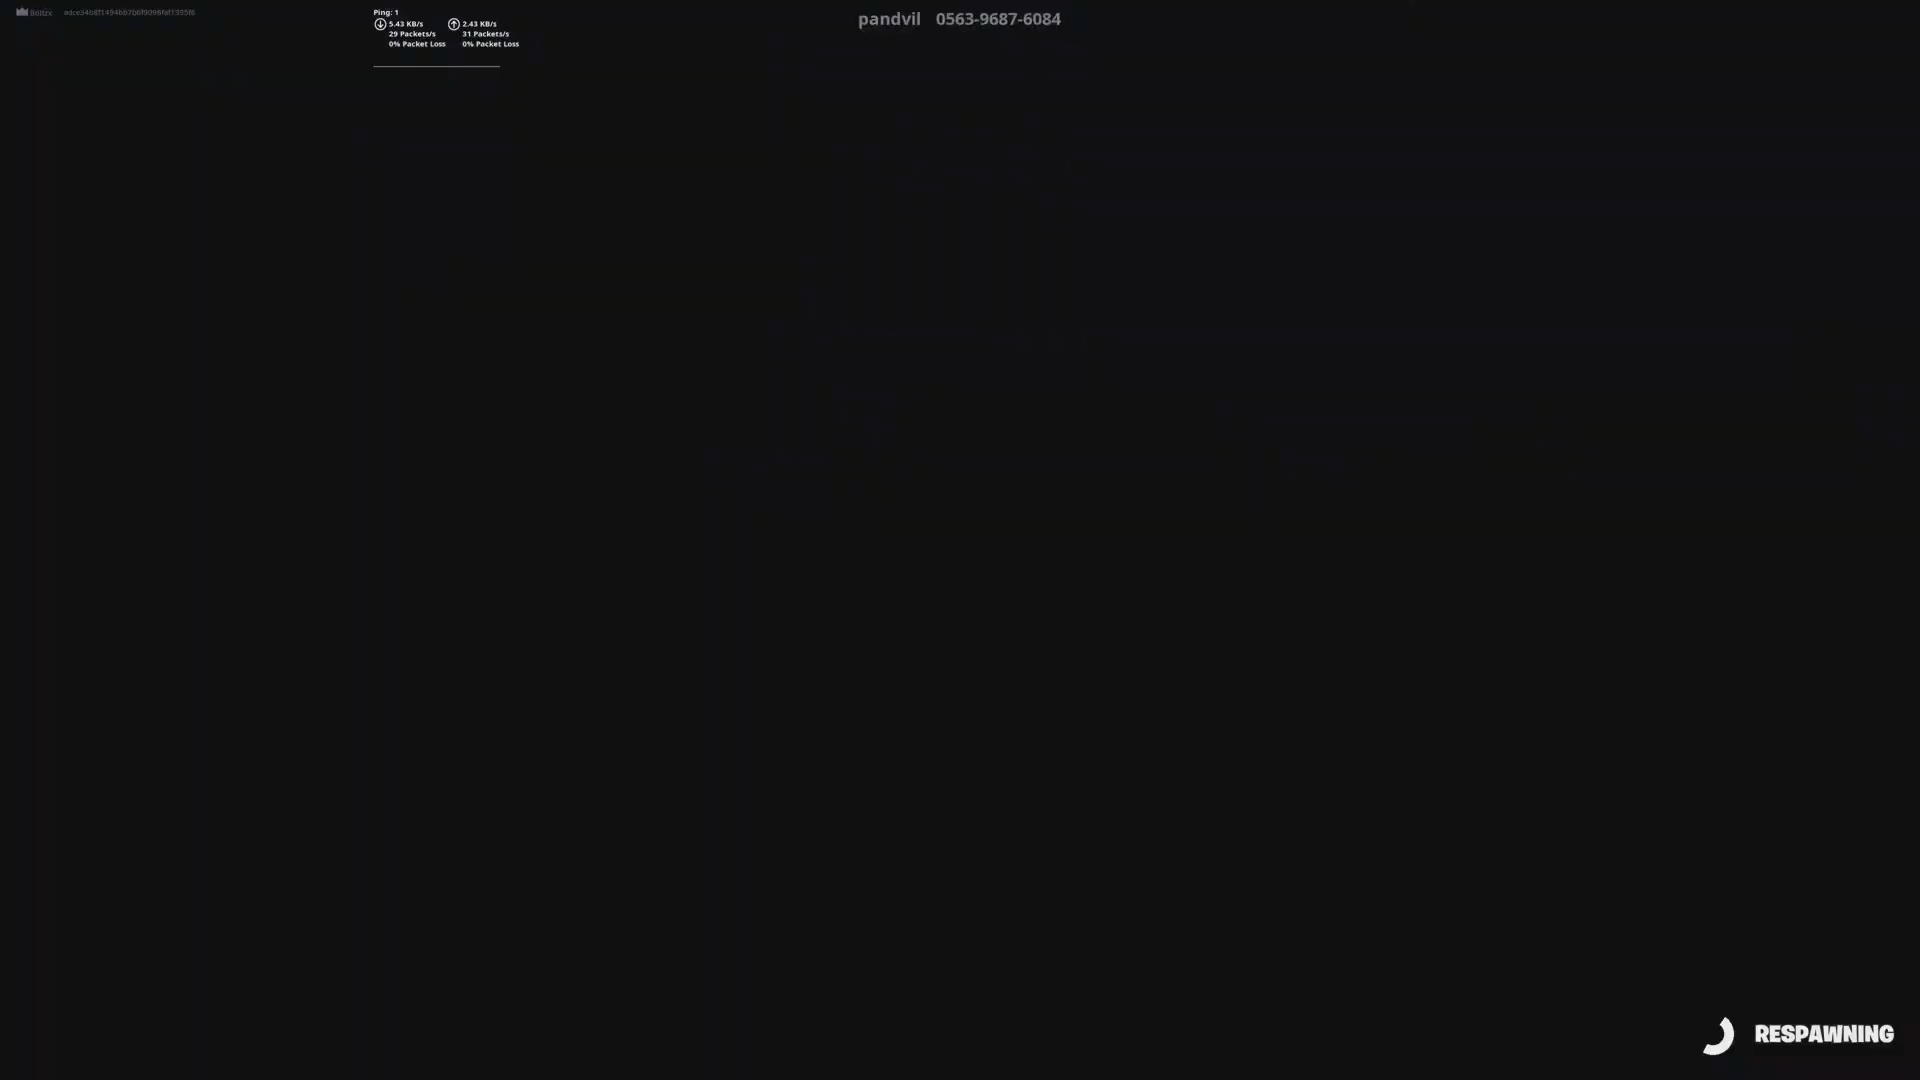 Boltzx
Ping: 1
5.43 KB/s 2.43 KB/s
29 Packets/s 31 Packets/s
0% Packet Loss 0% Packet Loss
pandvil 0563-9687-6084
RESPAWNING